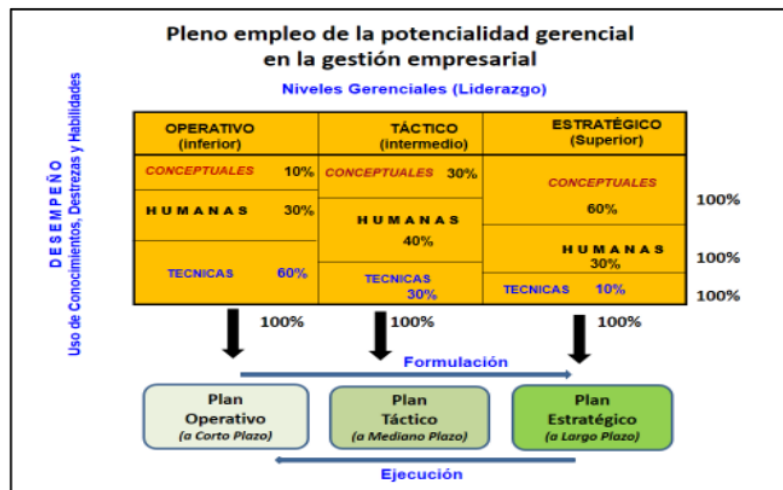 Pleno empleo de la potencialidad gerencial
en la gestión empresarial
Niveles Gerenciales (Liderazgo)
DESEMPEÑO
Uso de Conocimientos, Destrezas y Habilidades
OPERATIVO
(inferior)
TÁCTICO
(intermedio)
ESTRATÉGICO
(Superior)
CONCEPTUALES 10%
HUMANAS 30%
TECNICAS 60%
CONCEPTUALES 30%
HUMANAS
40%
TECNICAS
30%
CONCEPTUALES
60%
HUMANAS
30%
TECNICAS 10%
100%
100%
100%
100%
100%
100%
Formulación
Plan
Operativo
(a Corto Plazo)
Plan
Táctico
(a Mediano Plazo)
Plan
Estratégico
(a Largo Plazo)
Ejecución